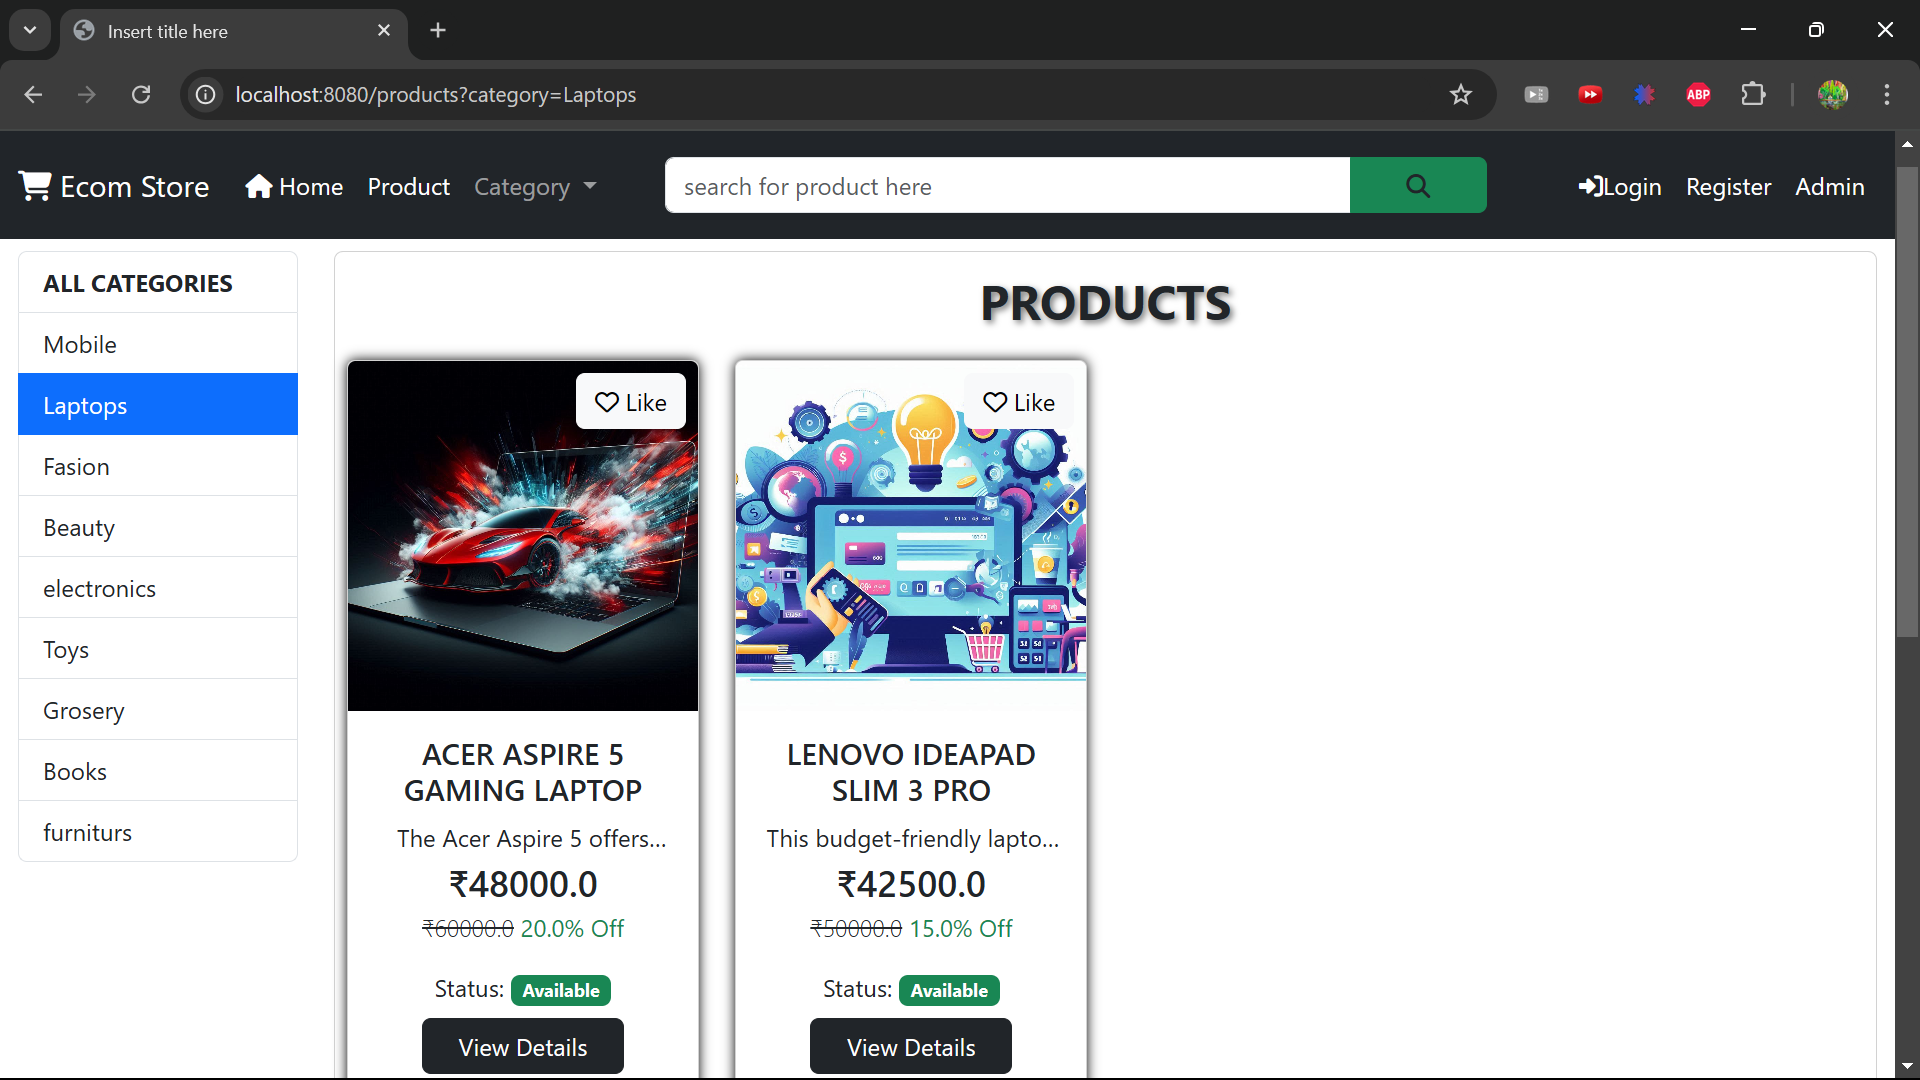 Insert title here
localhost:8080/products?category=Laptops
ABP
Ecom Store Home Product Category search for product here Login Register Admin
ALL CATEGORIES
Mobile
Laptops
Fasion
Beauty
electronics
Toys
Grosery
Books
furniturs
PRODUCTS
Like
ACER ASPIRE 5
GAMING LAPTOP
The Acer Aspire 5 offers...
₹48000.0
₹60000.0 20.0% Off
Status: Available
View Details
Like
LENOVO IDEAPAD
SLIM 3 PRO
This budget-friendly lapto...
₹42500.0
₹50000.0 15.0% Off
Status: Available
View Details